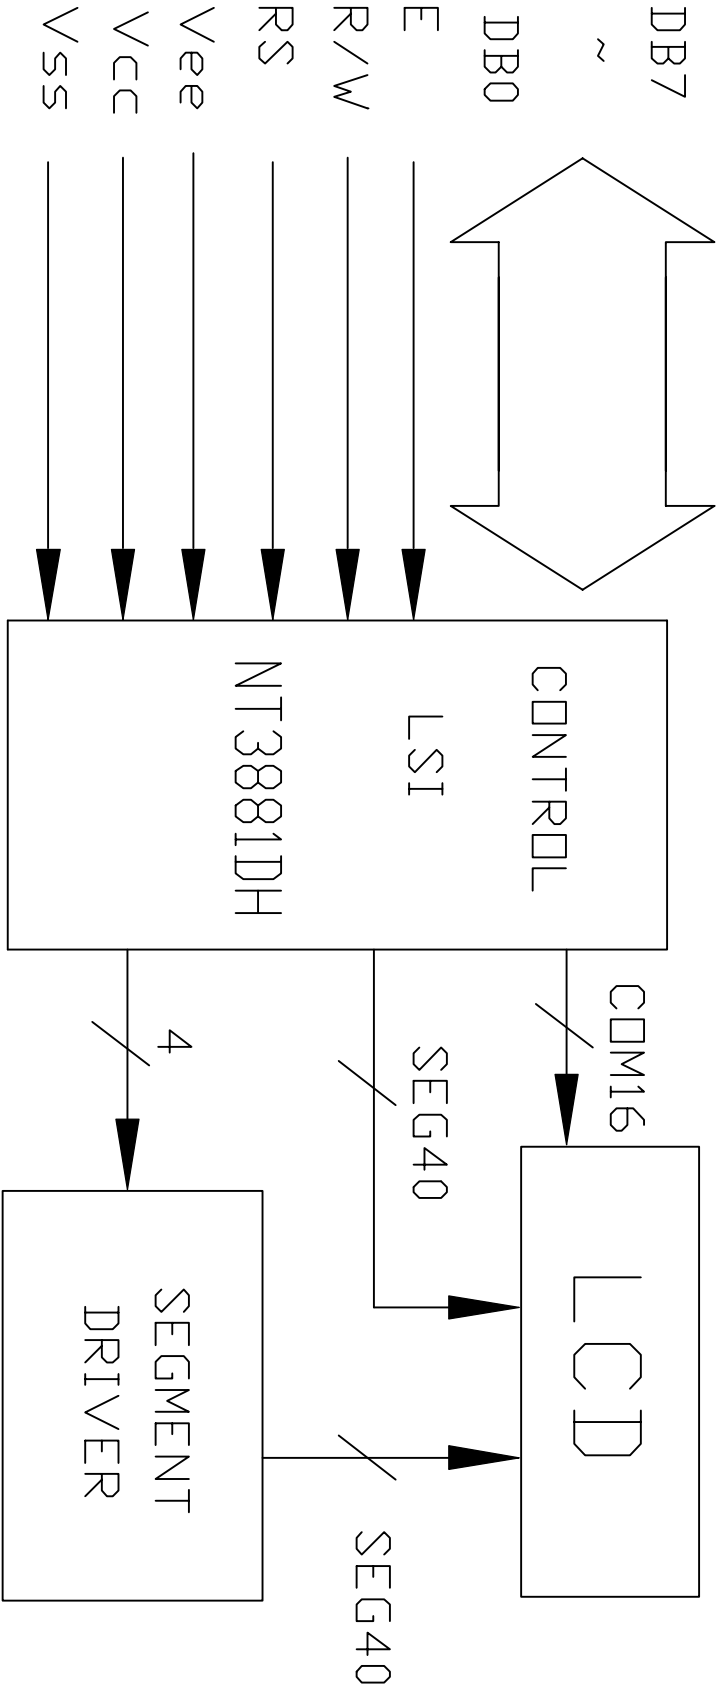 DB7
~
DB0
E
R/W
RS
Vee
Vcc
Vss
CONTROL
LSI
NT3881DH
COM16
SEG40
4
LCD
SEGMENT
DRIVER
SEG40